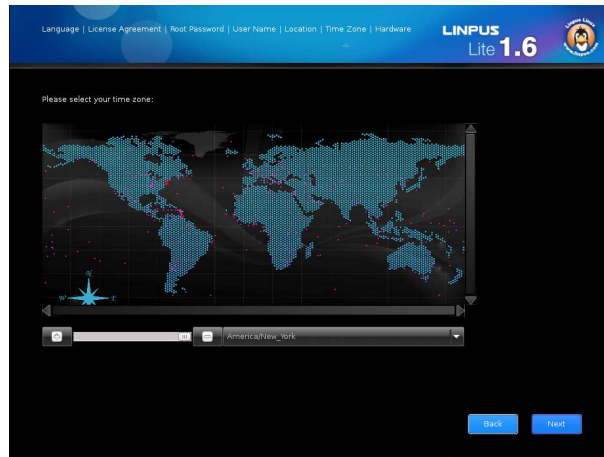 Language | License Agreement | Root Password | User Name | Location | Time Zone | Hardware
LINPUS
Lite 1.6
Please select your time zone:
N
W
E
America/New_York
Back
Next